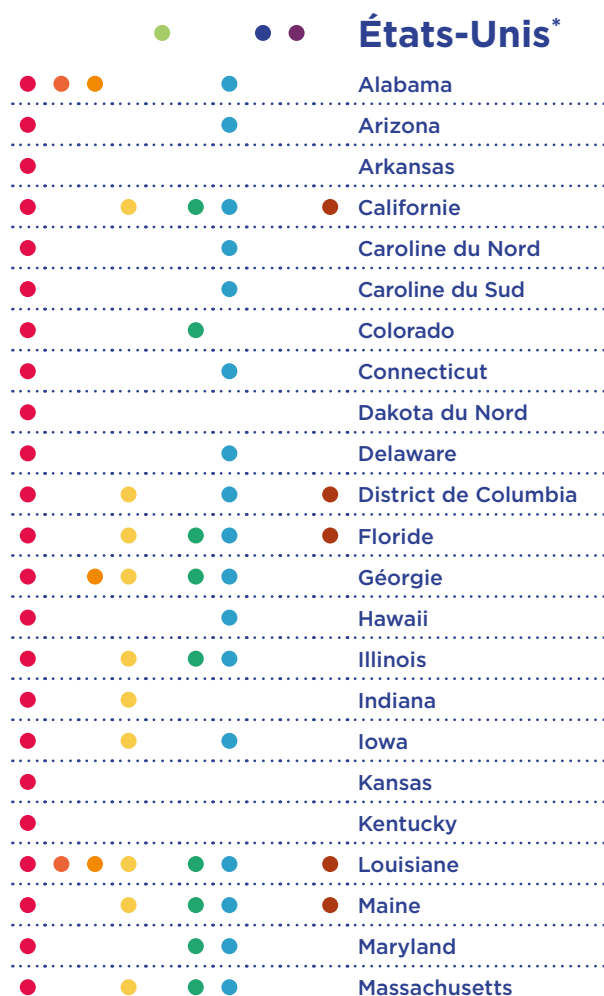 États-Unis*
Alabama
Arizona
Arkansas
Californie
Caroline du Nord
Caroline du Sud
Colorado
Connecticut
Dakota du Nord
Delaware
District de Columbia
Floride
Géorgie
Hawaii
Illinois
Indiana
Iowa
Kansas
Kentucky
Louisiane
Maine
Maryland
Massachusetts